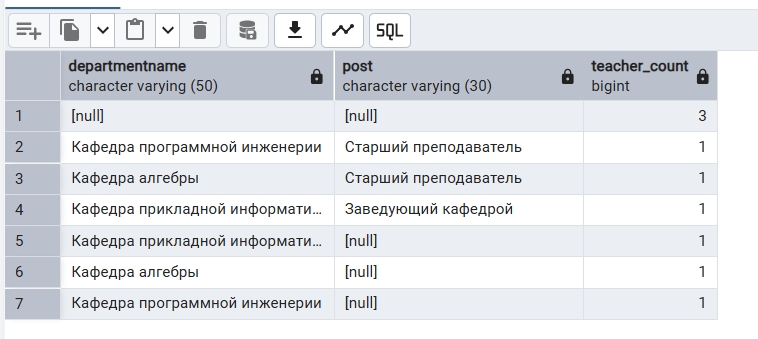 SQL
departmentname
character varying (50)
post
character varying (30)
teacher_count
bigint
1 [null] [null] 3
2 Кафедра программной инженерии Старший преподаватель 1
3 Кафедра алгебры Старший преподаватель 1
4 Кафедра прикладной информати... Заведующий кафедрой 1
5 Кафедра прикладной информати... [null] 1
6 Кафедра алгебры [null] 1
7 Кафедра программной инженерии [null] 1